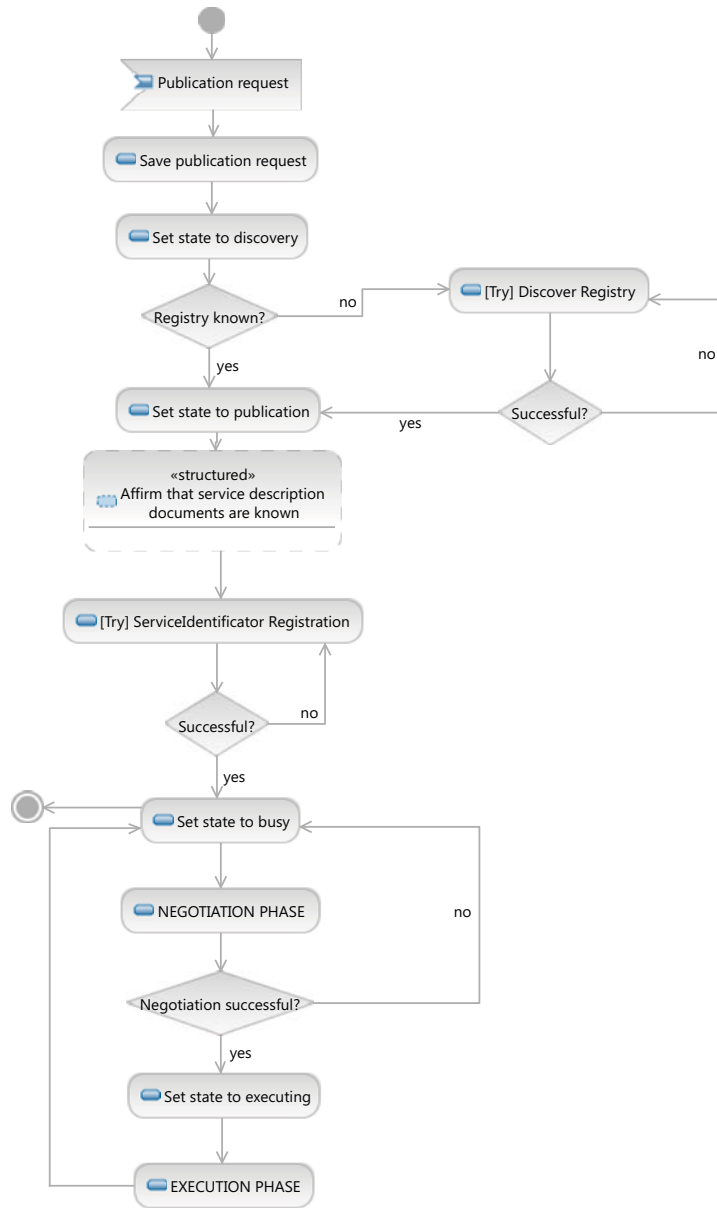 Publication request
Save publication request
Set state to discovery
[Try] Discover Registry
no
Registry known?
no
yes
Set state to publication
yes
Successful?
«structured»
Affirm that service description
documents are known
[Try] ServiceIdentificator Registration
no
Successful?
yes
Set state to busy
NEGOTIATION PHASE
no
Negotiation successful?
yes
Set state to executing
EXECUTION PHASE